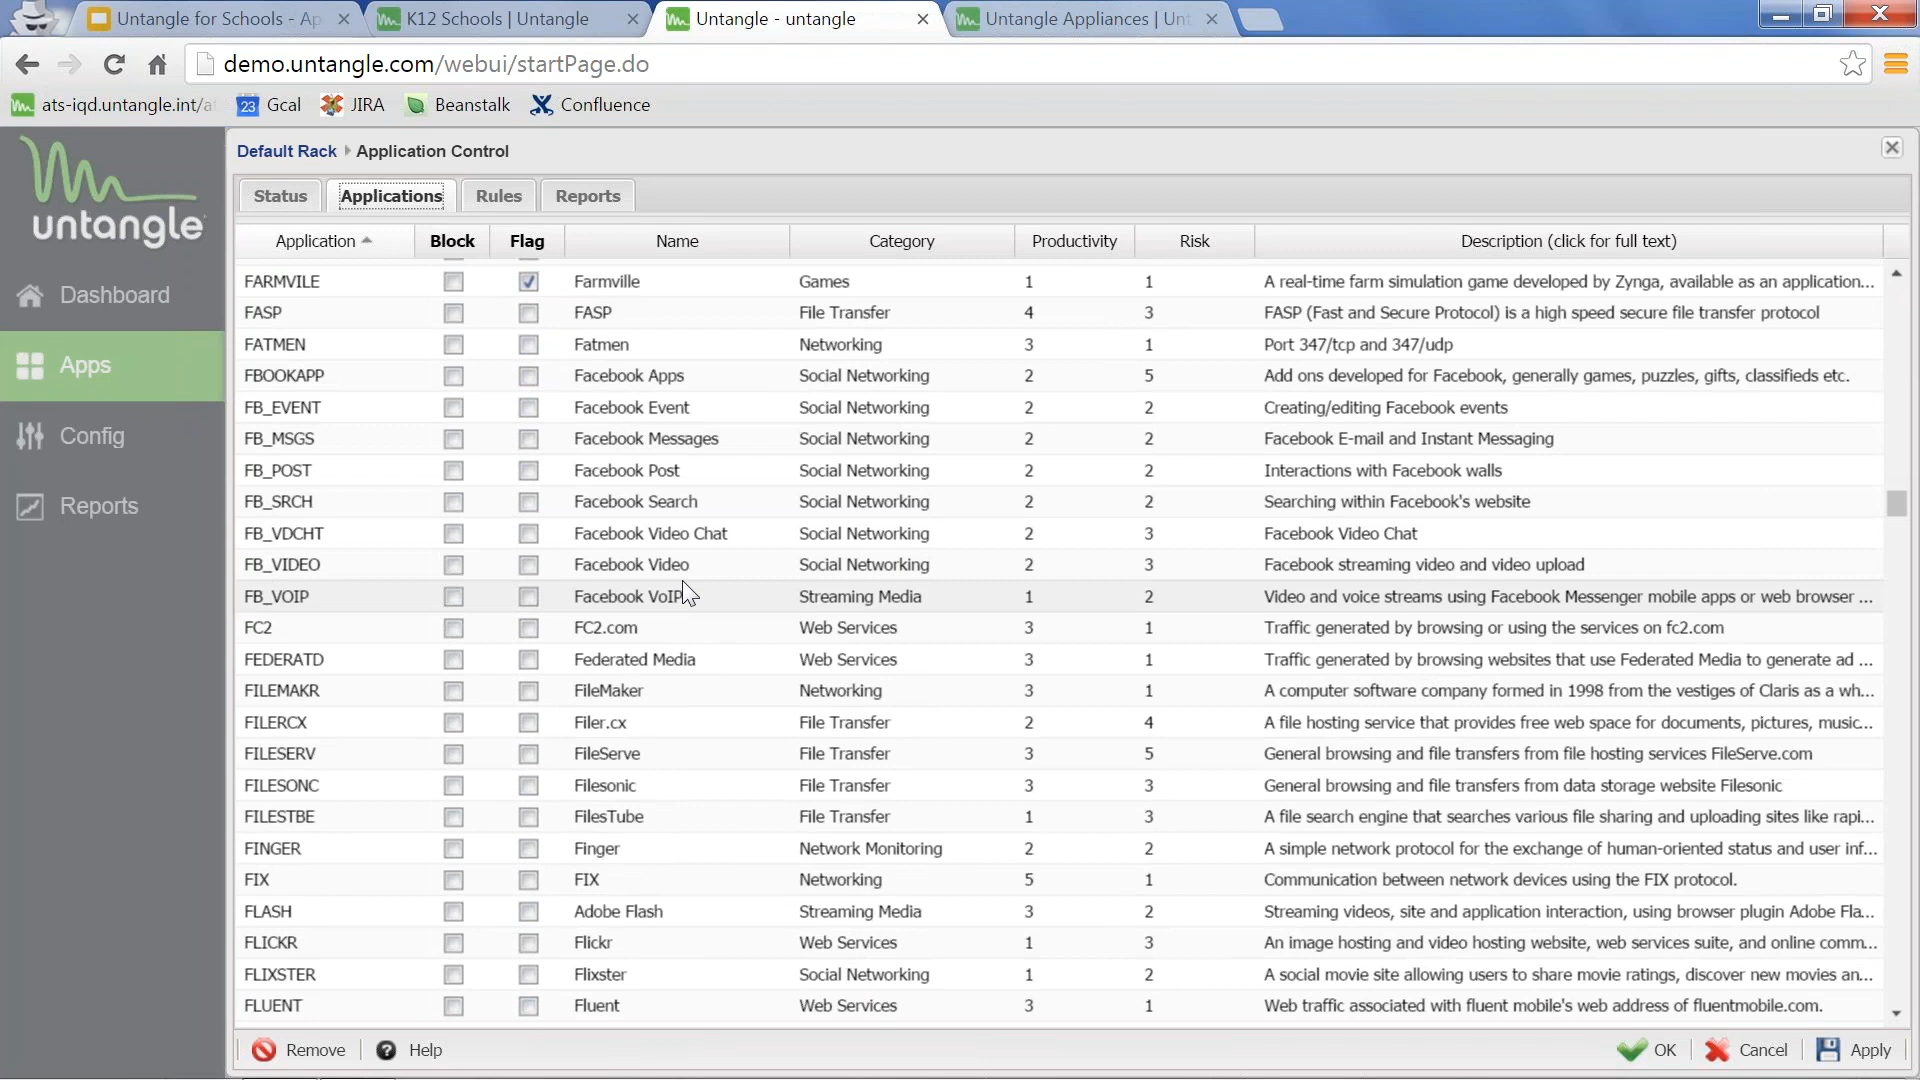 Untangle for Schools - Ap
K12 Schools | Untangle
Untangle - untangle
Untangle Appliances | Unt
demo.untangle.com/webui/startPage.do
ats-iqd.untangle.int/a
23 Gcal
JIRA
Beanstalk
Confluence
untangle
Dashboard
Apps
Config
Reports
Default Rack Application Control
Status Applications Rules Reports
Application Block Flag Name Category Productivity Risk Description (click for full text)
FARMVILE Farmville Games 1 1 A real-time farm simulation game developed by Zynga, available as an application...
FASP FASP File Transfer 4 3 FASP (Fast and Secure Protocol) is a high speed secure file transfer protocol
FATMEN Fatmen Networking 3 1 Port 347/tcp and 347/udp
FBOOKAPP Facebook Apps Social Networking 2 5 Add ons developed for Facebook, generally games, puzzles, gifts, classifieds etc.
FB_EVENT Facebook Event Social Networking 2 2 Creating/editing Facebook events
FB_MSGS Facebook Messages Social Networking 2 2 Facebook E-mail and Instant Messaging
FB_POST Facebook Post Social Networking 2 2 Interactions with Facebook walls
FB_SRCH Facebook Search Social Networking 2 2 Searching within Facebook's website
FB_VDCHT Facebook Video Chat Social Networking 2 3 Facebook Video Chat
FB_VIDEO Facebook Video Social Networking 2 3 Facebook streaming video and video upload
FB_VOIP Facebook VoIP Streaming Media 1 2 Video and voice streams using Facebook Messenger mobile apps or web browser ...
FC2 FC2.com Web Services 3 1 Traffic generated by browsing or using the services on fc2.com
FEDERATD Federated Media Web Services 3 1 Traffic generated by browsing websites that use Federated Media to generate ad ...
FILEMAKR FileMaker Networking 3 1 A computer software company formed in 1998 from the vestiges of Claris as a wh...
FILERCX Filer.cx File Transfer 2 4 A file hosting service that provides free web space for documents, pictures, music...
FILESERV FileServe File Transfer 3 5 General browsing and file transfers from file hosting services FileServe.com
FILESONC Filesonic File Transfer 3 3 General browsing and file transfers from data storage website Filesonic
FILESTBE FilesTube File Transfer 1 3 A file search engine that searches various file sharing and uploading sites like rapi...
FINGER Finger Network Monitoring 2 2 A simple network protocol for the exchange of human-oriented status and user inf...
FIX FIX Networking 5 1 Communication between network devices using the FIX protocol.
FLASH Adobe Flash Streaming Media 3 2 Streaming videos, site and application interaction, using browser plugin Adobe Fla...
FLICKR Flickr Web Services 1 3 An image hosting and video hosting website, web services suite, and online comm...
FLIXSTER Flixster Social Networking 1 2 A social movie site allowing users to share movie ratings, discover new movies an...
FLUENT Fluent Web Services 3 1 Web traffic associated with fluent mobile's web address of fluentmobile.com.
Remove Help OK Cancel Apply